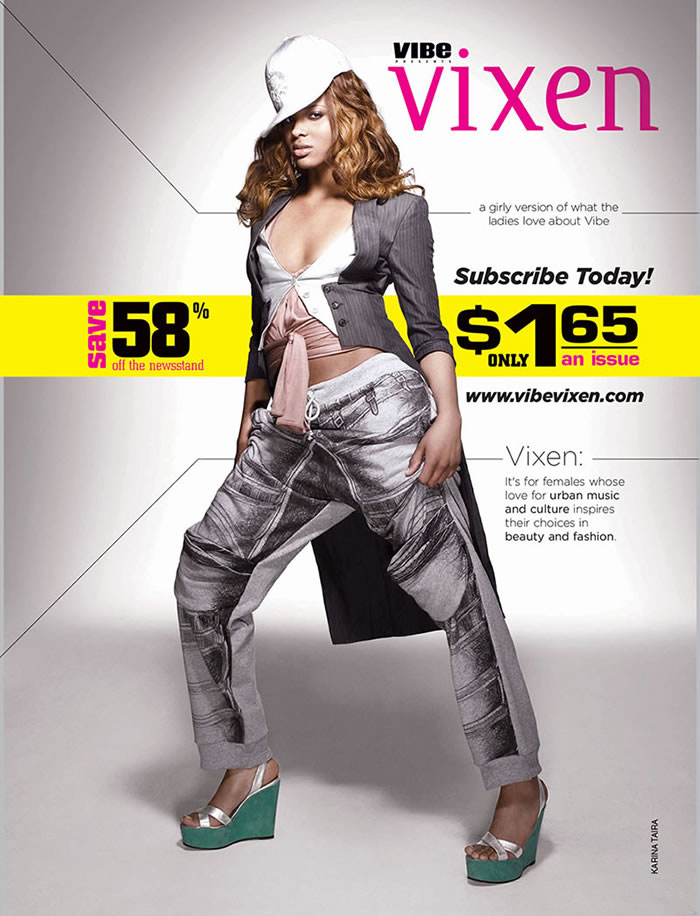 VIBE
PRESENTS
vixen
a girly version of what the
ladies love about Vibe
Subscribe Today!
save 58%
off the newsstand
$1.65
ONLY
an issue
www.vibevixen.com
Vixen:
It's for females whose
love for urban music
and culture inspires
their choices in
beauty and fashion.
KARINA TAIRA